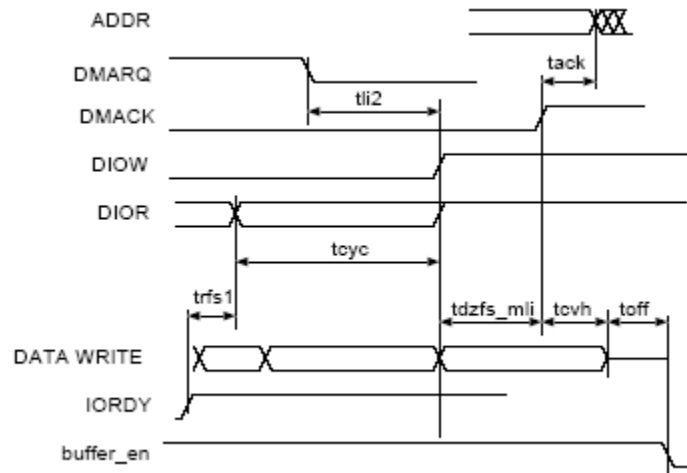 ADDR
DMARQ
tack
tli2
DMACK
DIOW
DIOR
tcyc
trfs1
tdzfs_mli tcvh toff
DATA WRITE
IORDY
buffer_en